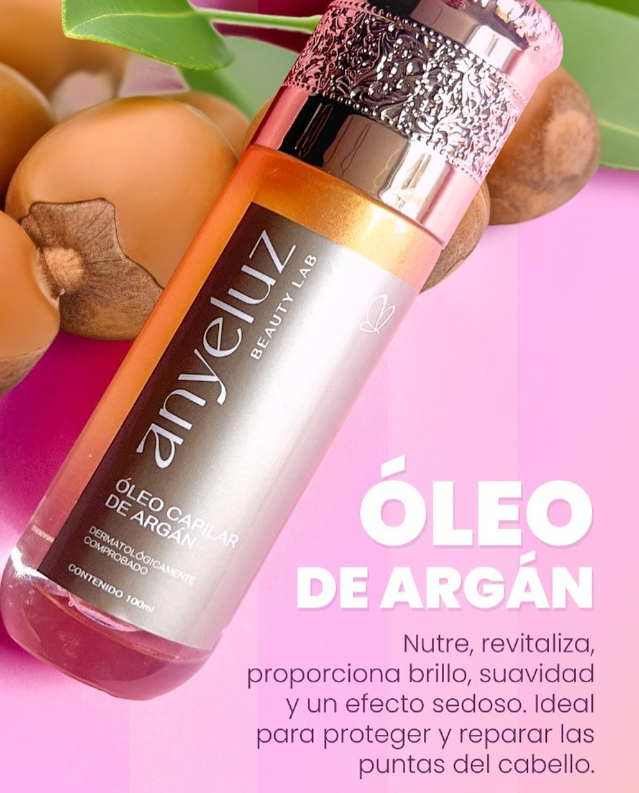 anyeluz
BEAUTY LAB
ÓLEO CAPILAR
DE ARGÁN
DERMATOLÓGICAMENTE
COMPROBADO
CONTENIDO 100ml
ÓLEO
DE ARGÁN
Nutre, revitaliza,
proporciona brillo, suavidad
y un efecto sedoso. Ideal
para proteger y reparar las
puntas del cabello.